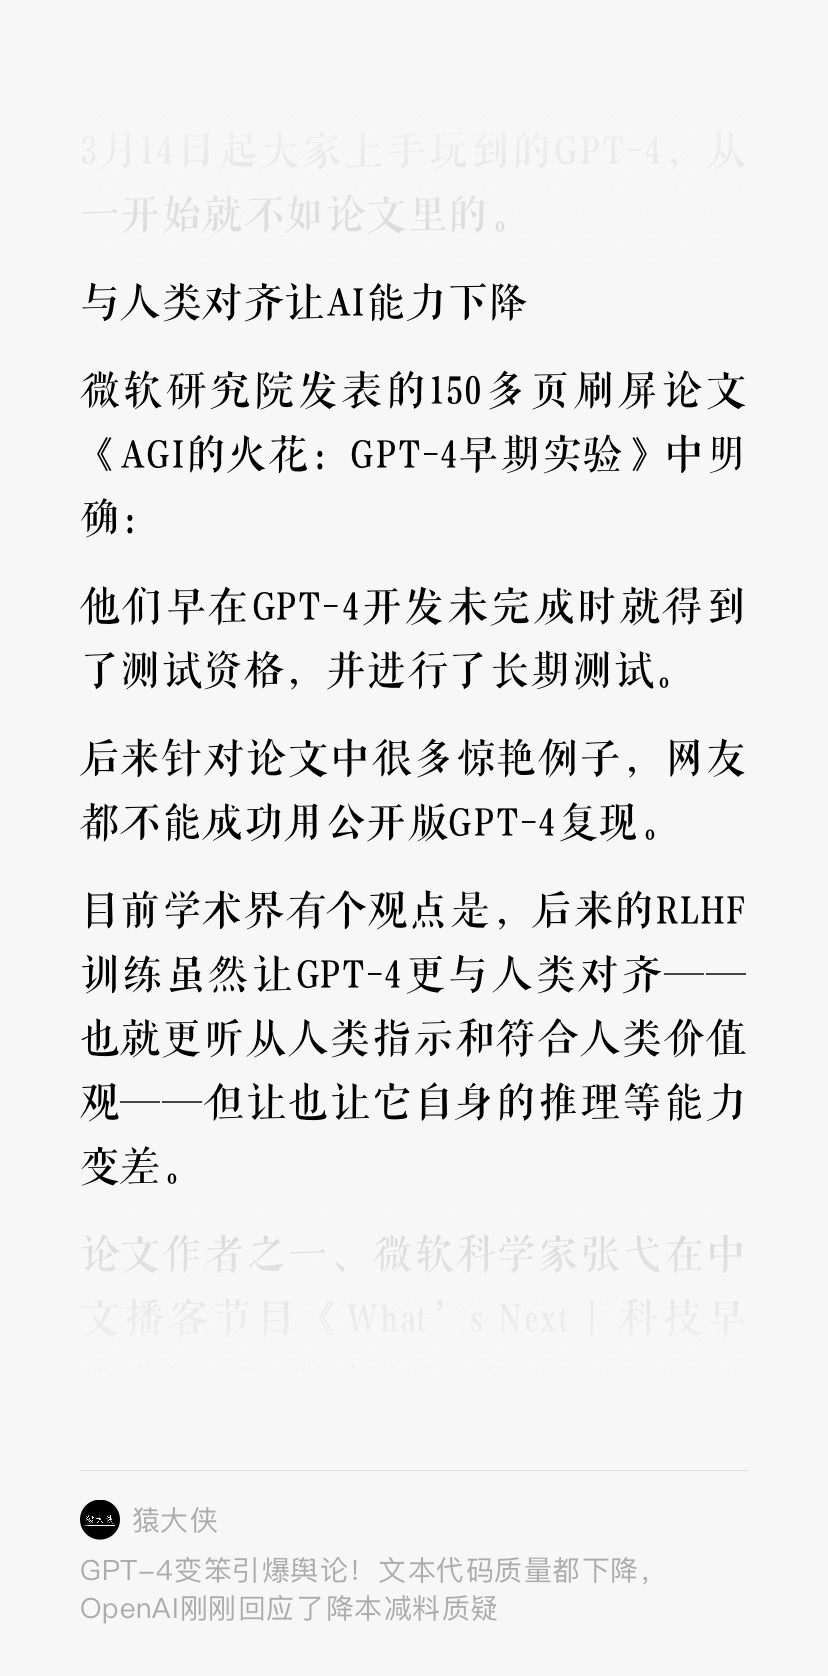 3月14日起大家上手玩到的GPT-4，从
一开始就不如论文里的。
与人类对齐让AI能力下降
微软研究院发表的150多页刷屏论文
《AGI的火花：GPT-4早期实验》中明
确：
他们早在GPT-4开发未完成时就得到
了测试资格，并进行了长期测试。
后来针对论文中很多惊艳例子，网友
都不能成功用公开版GPT-4复现。
目前学术界有个观点是，后来的RLHF
训练虽然让GPT-4更与人类对齐——
也就更听从人类指示和符合人类价值
观——但让也让它自身的推理等能力
变差。
论文作者之一、微软科学家张弋在中
文播客节目《What’s Next｜科技早
猿大侠
GPT-4变笨引爆舆论！文本代码质量都下降，
OpenAI刚刚回应了降本减料质疑